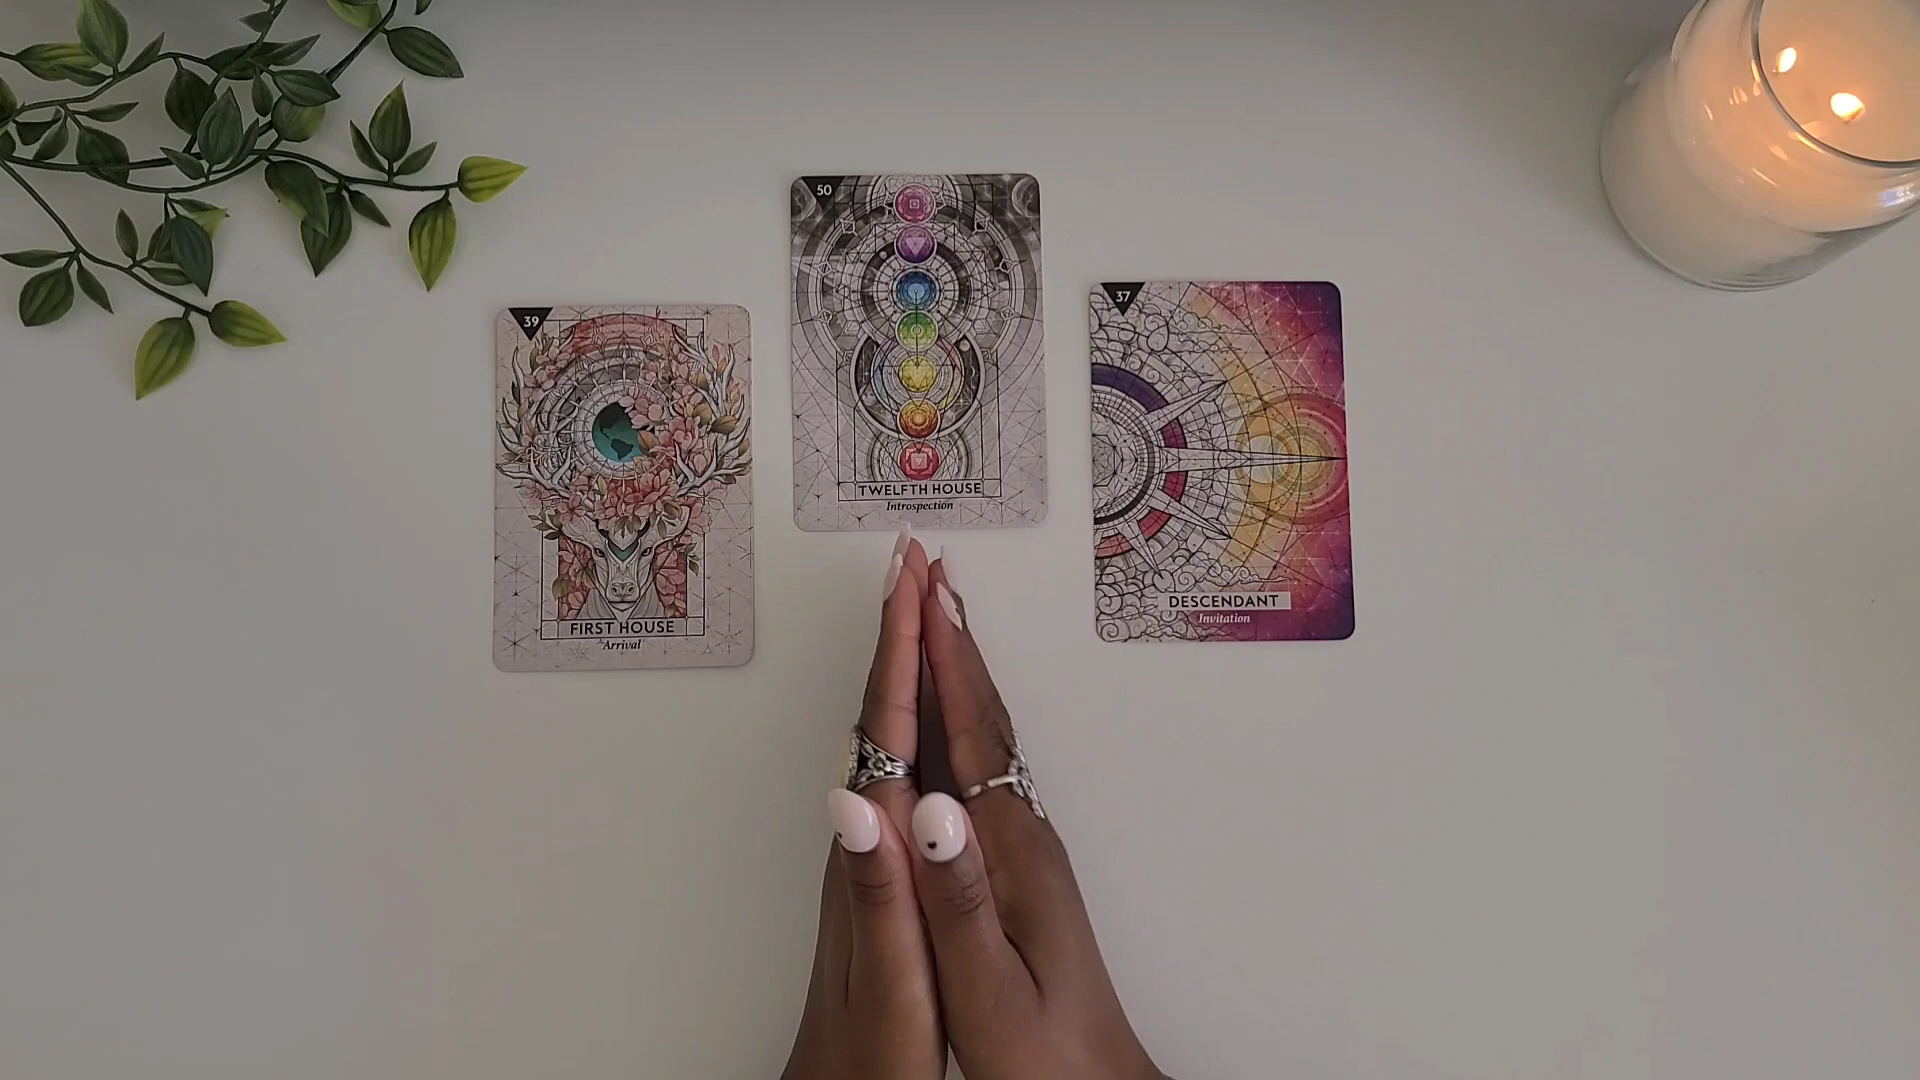 39
FIRST HOUSE
Arrival
50
TWELFTH HOUSE
Introspection
37
DESCENDANT
Invitation